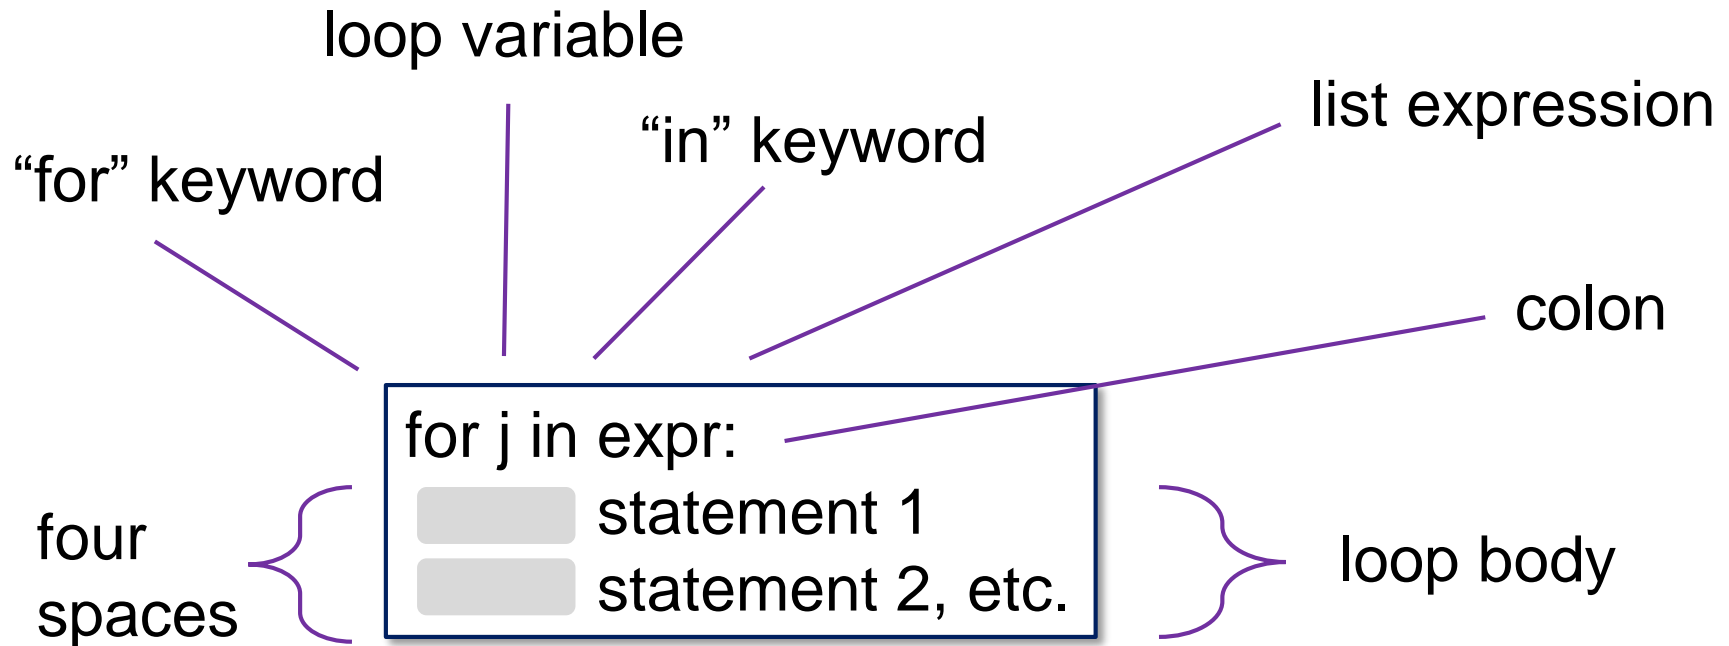 loop variable
list expression
“in” keyword
“for” keyword
colon
for j in expr:
statement 1
statement 2, etc.
four
spaces
loop body